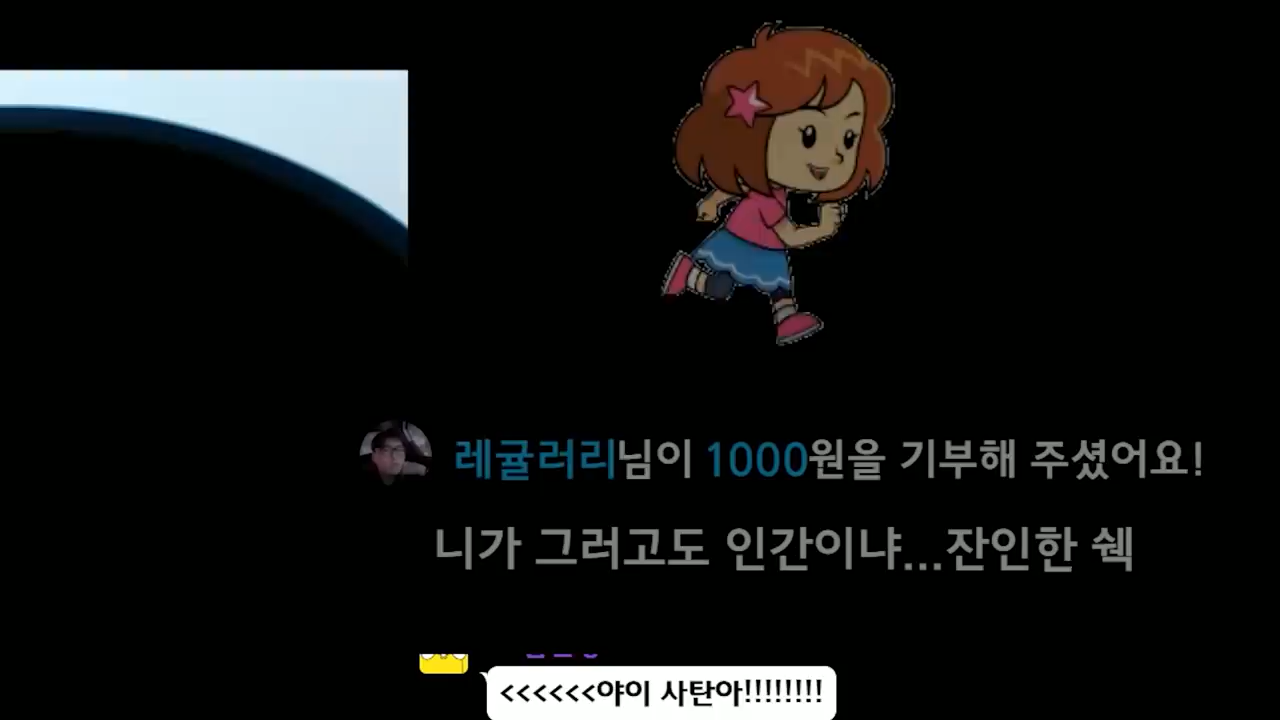 레귤러리님이 1000원을 기부해 주셨어요!
니가 그러고도 인간이냐...잔인한 쉑
<<<<<<야이 사탄아!!!!!!!!